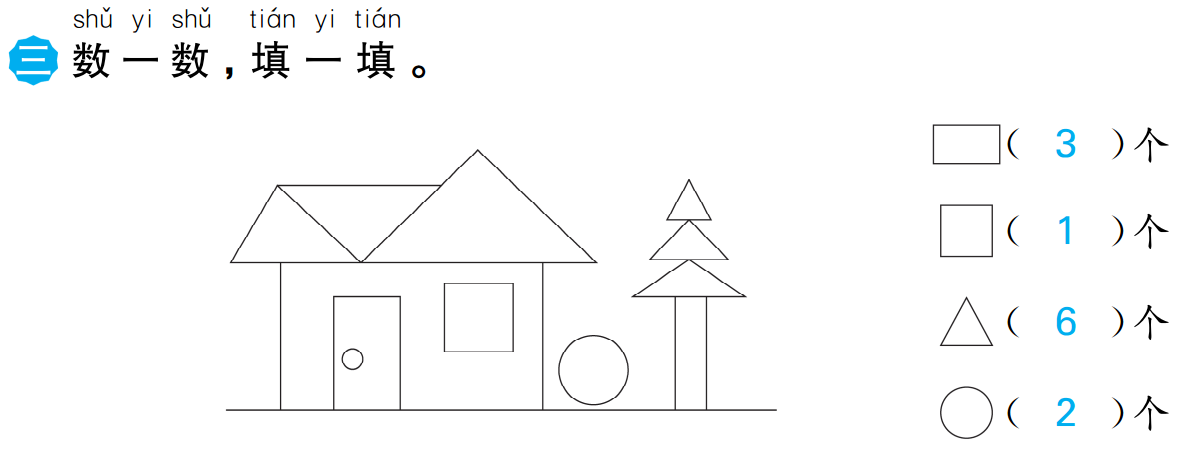 shǔ yi shǔ tián yi tián
三 数一数，填一填。
（ 3 ）个
（ 1 ）个
（ 6 ）个
（ 2 ）个